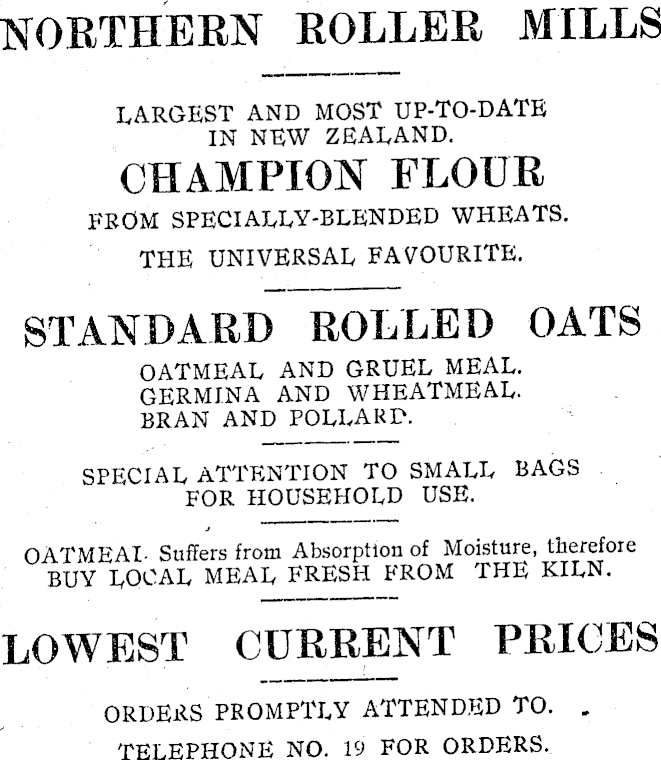 NORTHERN ROLLER MILLS
LARGEST AND MOST UP-TO-DATE
IN NEW ZEALAND.
CHAMPION FLOUR
FROM SPECIALLY-BLENDED WHEATS.
THE UNIVERSAL FAVOURITE.
STANDARD ROLLED OATS
OATMEAL AND GRUEL MEAL.
GERMINA AND WHEATMEAL.
BRAN AND POLLARD.
SPECIAL ATTENTION TO SMALL BAGS
FOR HOUSEHOLD USE.
OATMEAL Suffers from Absorption of Moisture, therefore
BUY LOCAL MEAL FRESH FROM THE KILN.
LOWEST CURRENT PRICES
ORDERS PROMPTLY ATTENDED TO.
TELEPHONE NO. 19 FOR ORDERS.